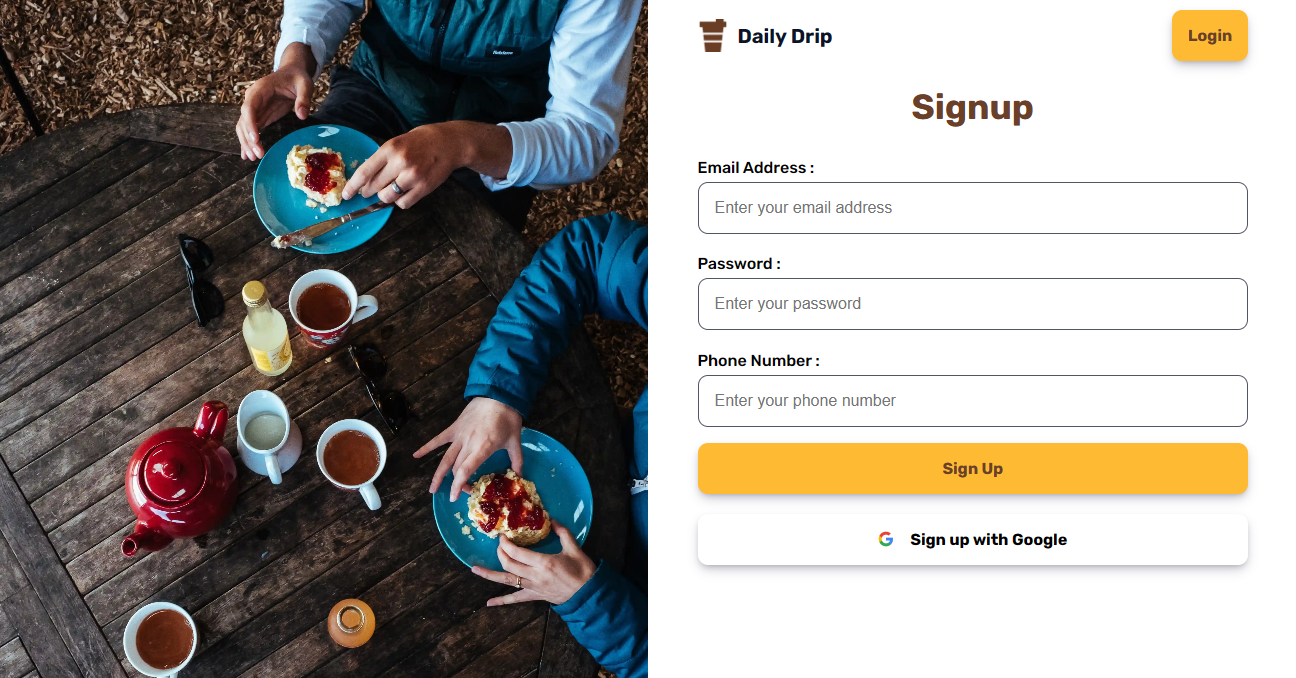 Daily Drip
Login
Signup
Email Address :
Enter your email address
Password :
Enter your password
Phone Number :
Enter your phone number
Sign Up
Sign up with Google